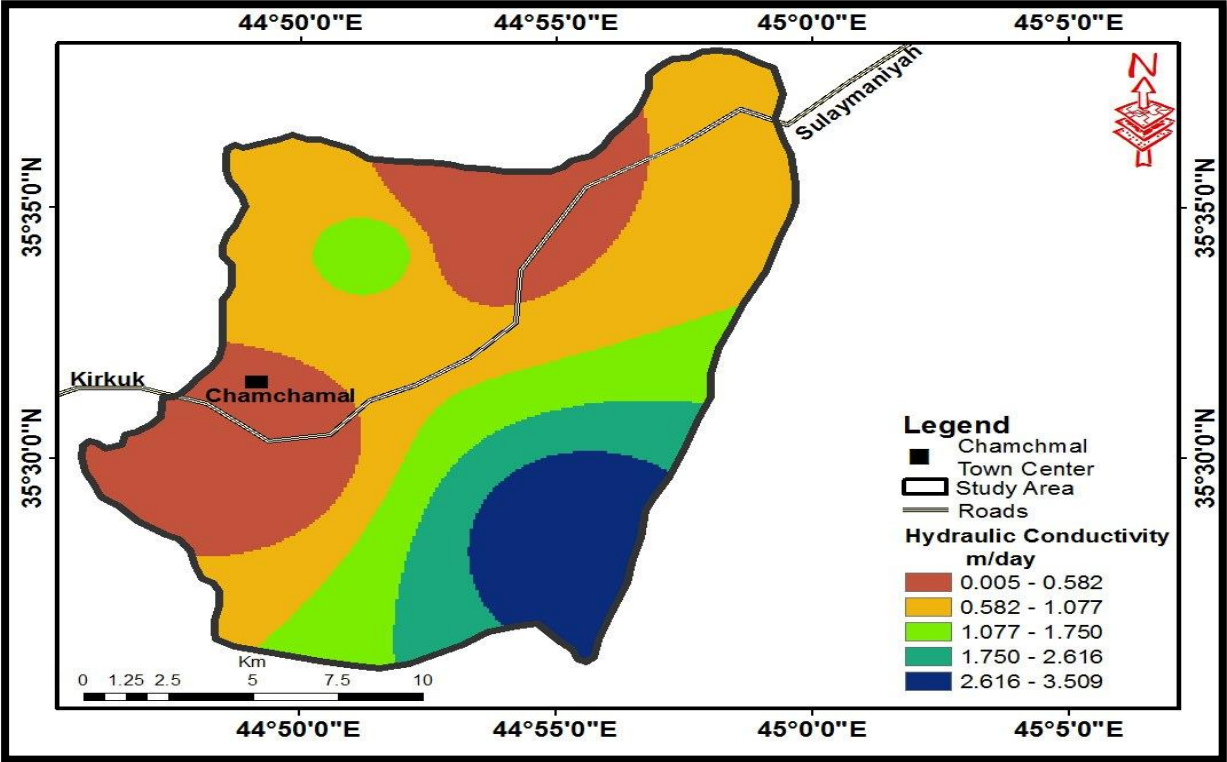 44°50'0"E 44°55'0"E 45°0'0"E 45°5'0"E
N
Sulaymaniyah
35°35'0"N 35°35'0"N
Kirkuk
Chamchamal
35°30'0"N 35°30'0"N
Legend
Chamchmal
Town Center
Study Area
Roads
Hydraulic Conductivity
m/day
0.005 - 0.582
0.582 - 1.077
1.077 - 1.750
1.750 - 2.616
2.616 - 3.509
Km
0 1.25 2.5 5 7.5 10
44°50'0"E 44°55'0"E 45°0'0"E 45°5'0"E